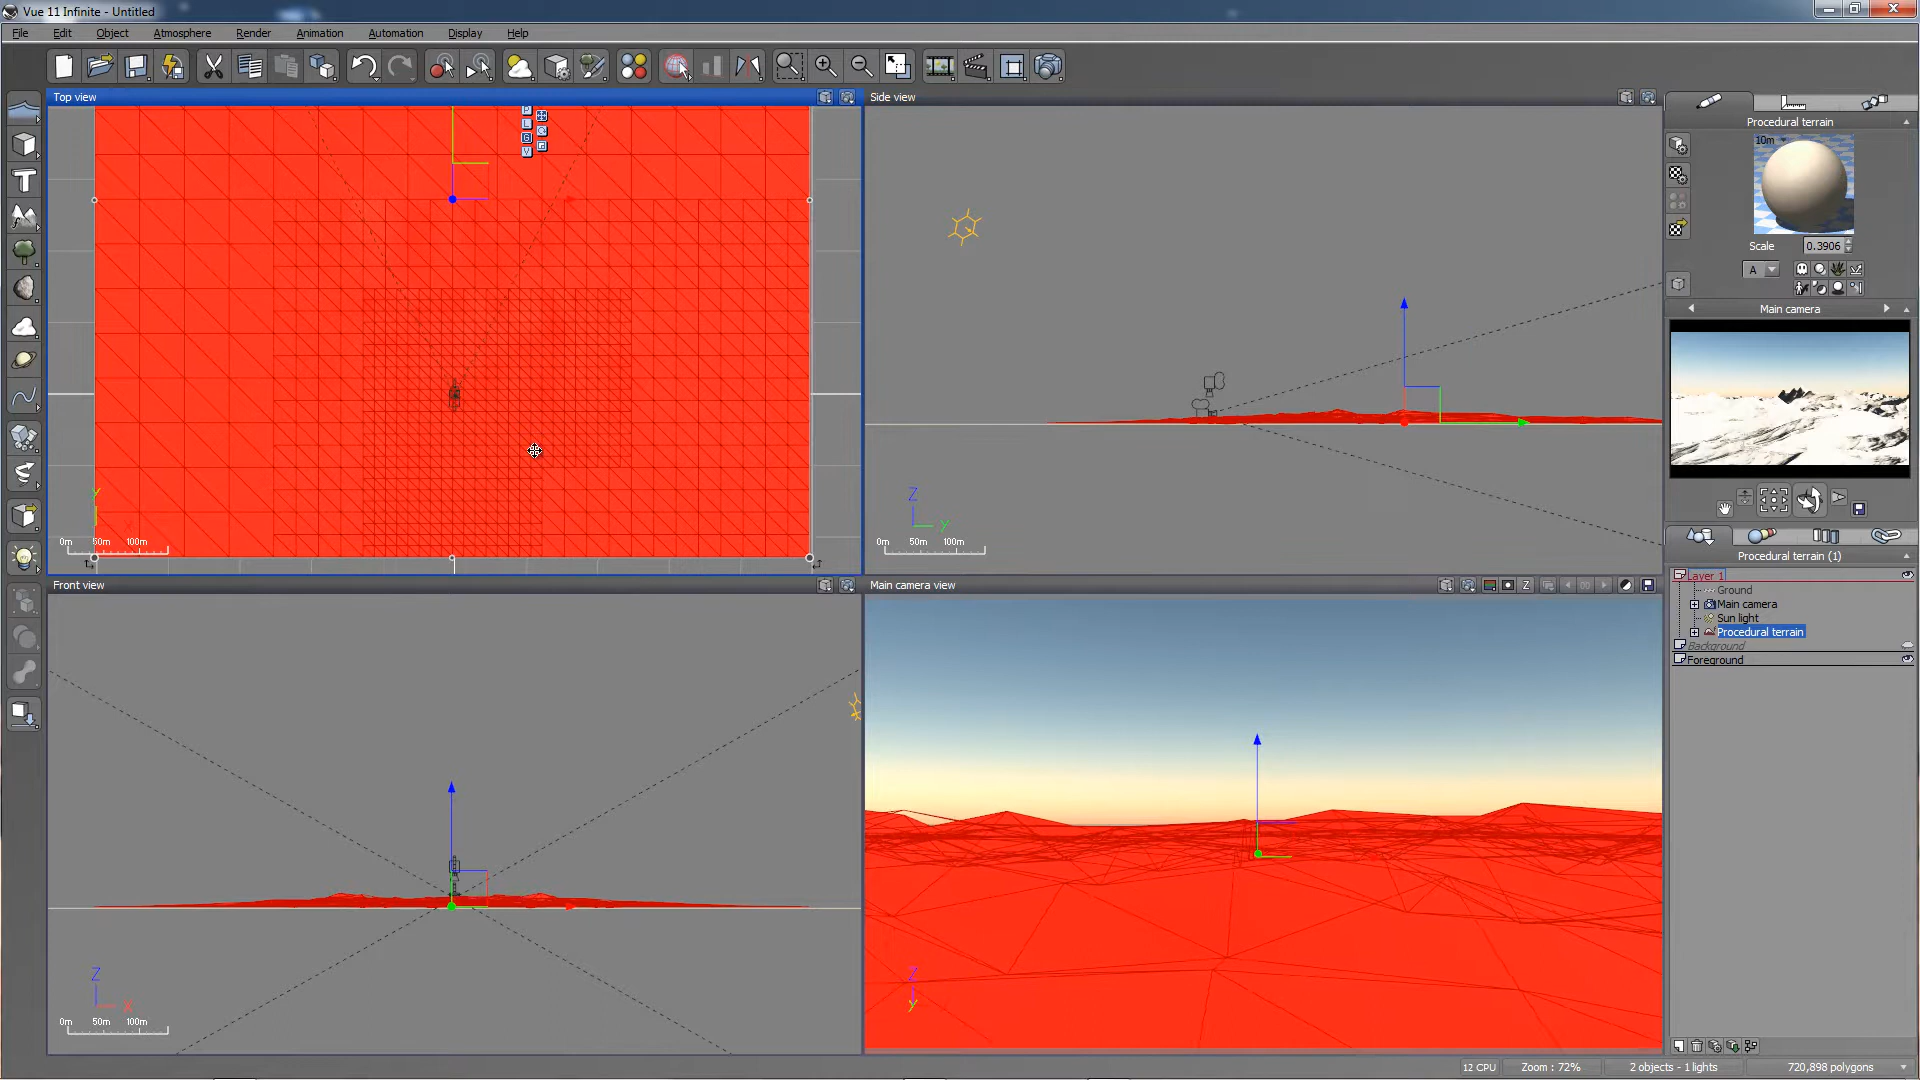 Vue 11 Infinite - Untitled
File Edit Object Atmosphere Render Animation Automation Display Help
Top view
Side view
Procedural terrain
10m
Scale 0.3906
A
Main camera
L
G
V
Y
0m 50m 100m
Z
Y
0m 50m 100m
Procedural terrain (1)
Layer 1
Ground
Main camera
Sun light
Procedural terrain
Background
Foreground
Front view
Main camera view
Z
Z
X
0m 50m 100m
Z
Y
12 CPU
Zoom : 72%
2 objects - 1 lights
720,898 polygons